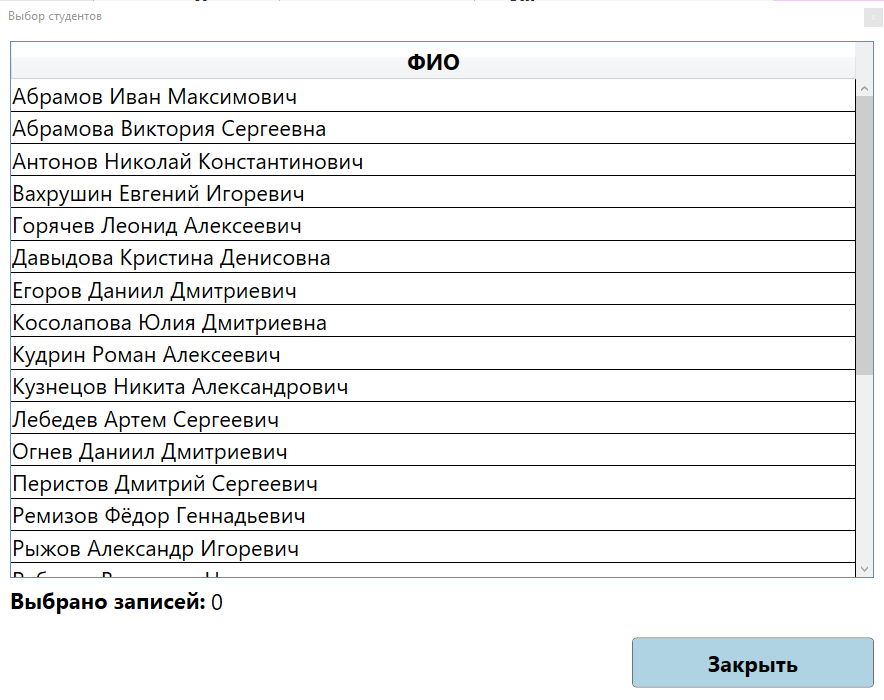 Выбор студентов
ФИО
Абрамов Иван Максимович
Абрамова Виктория Сергеевна
Антонов Николай Константинович
Вахрушин Евгений Игоревич
Горячев Леонид Алексеевич
Давыдова Кристина Денисовна
Егоров Даниил Дмитриевич
Косолапова Юлия Дмитриевна
Кудрин Роман Алексеевич
Кузнецов Никита Александрович
Лебедев Артем Сергеевич
Огнев Даниил Дмитриевич
Перистов Дмитрий Сергеевич
Ремизов Фёдор Геннадьевич
Рыжов Александр Игоревич
Выбрано записей: 0
Закрыть